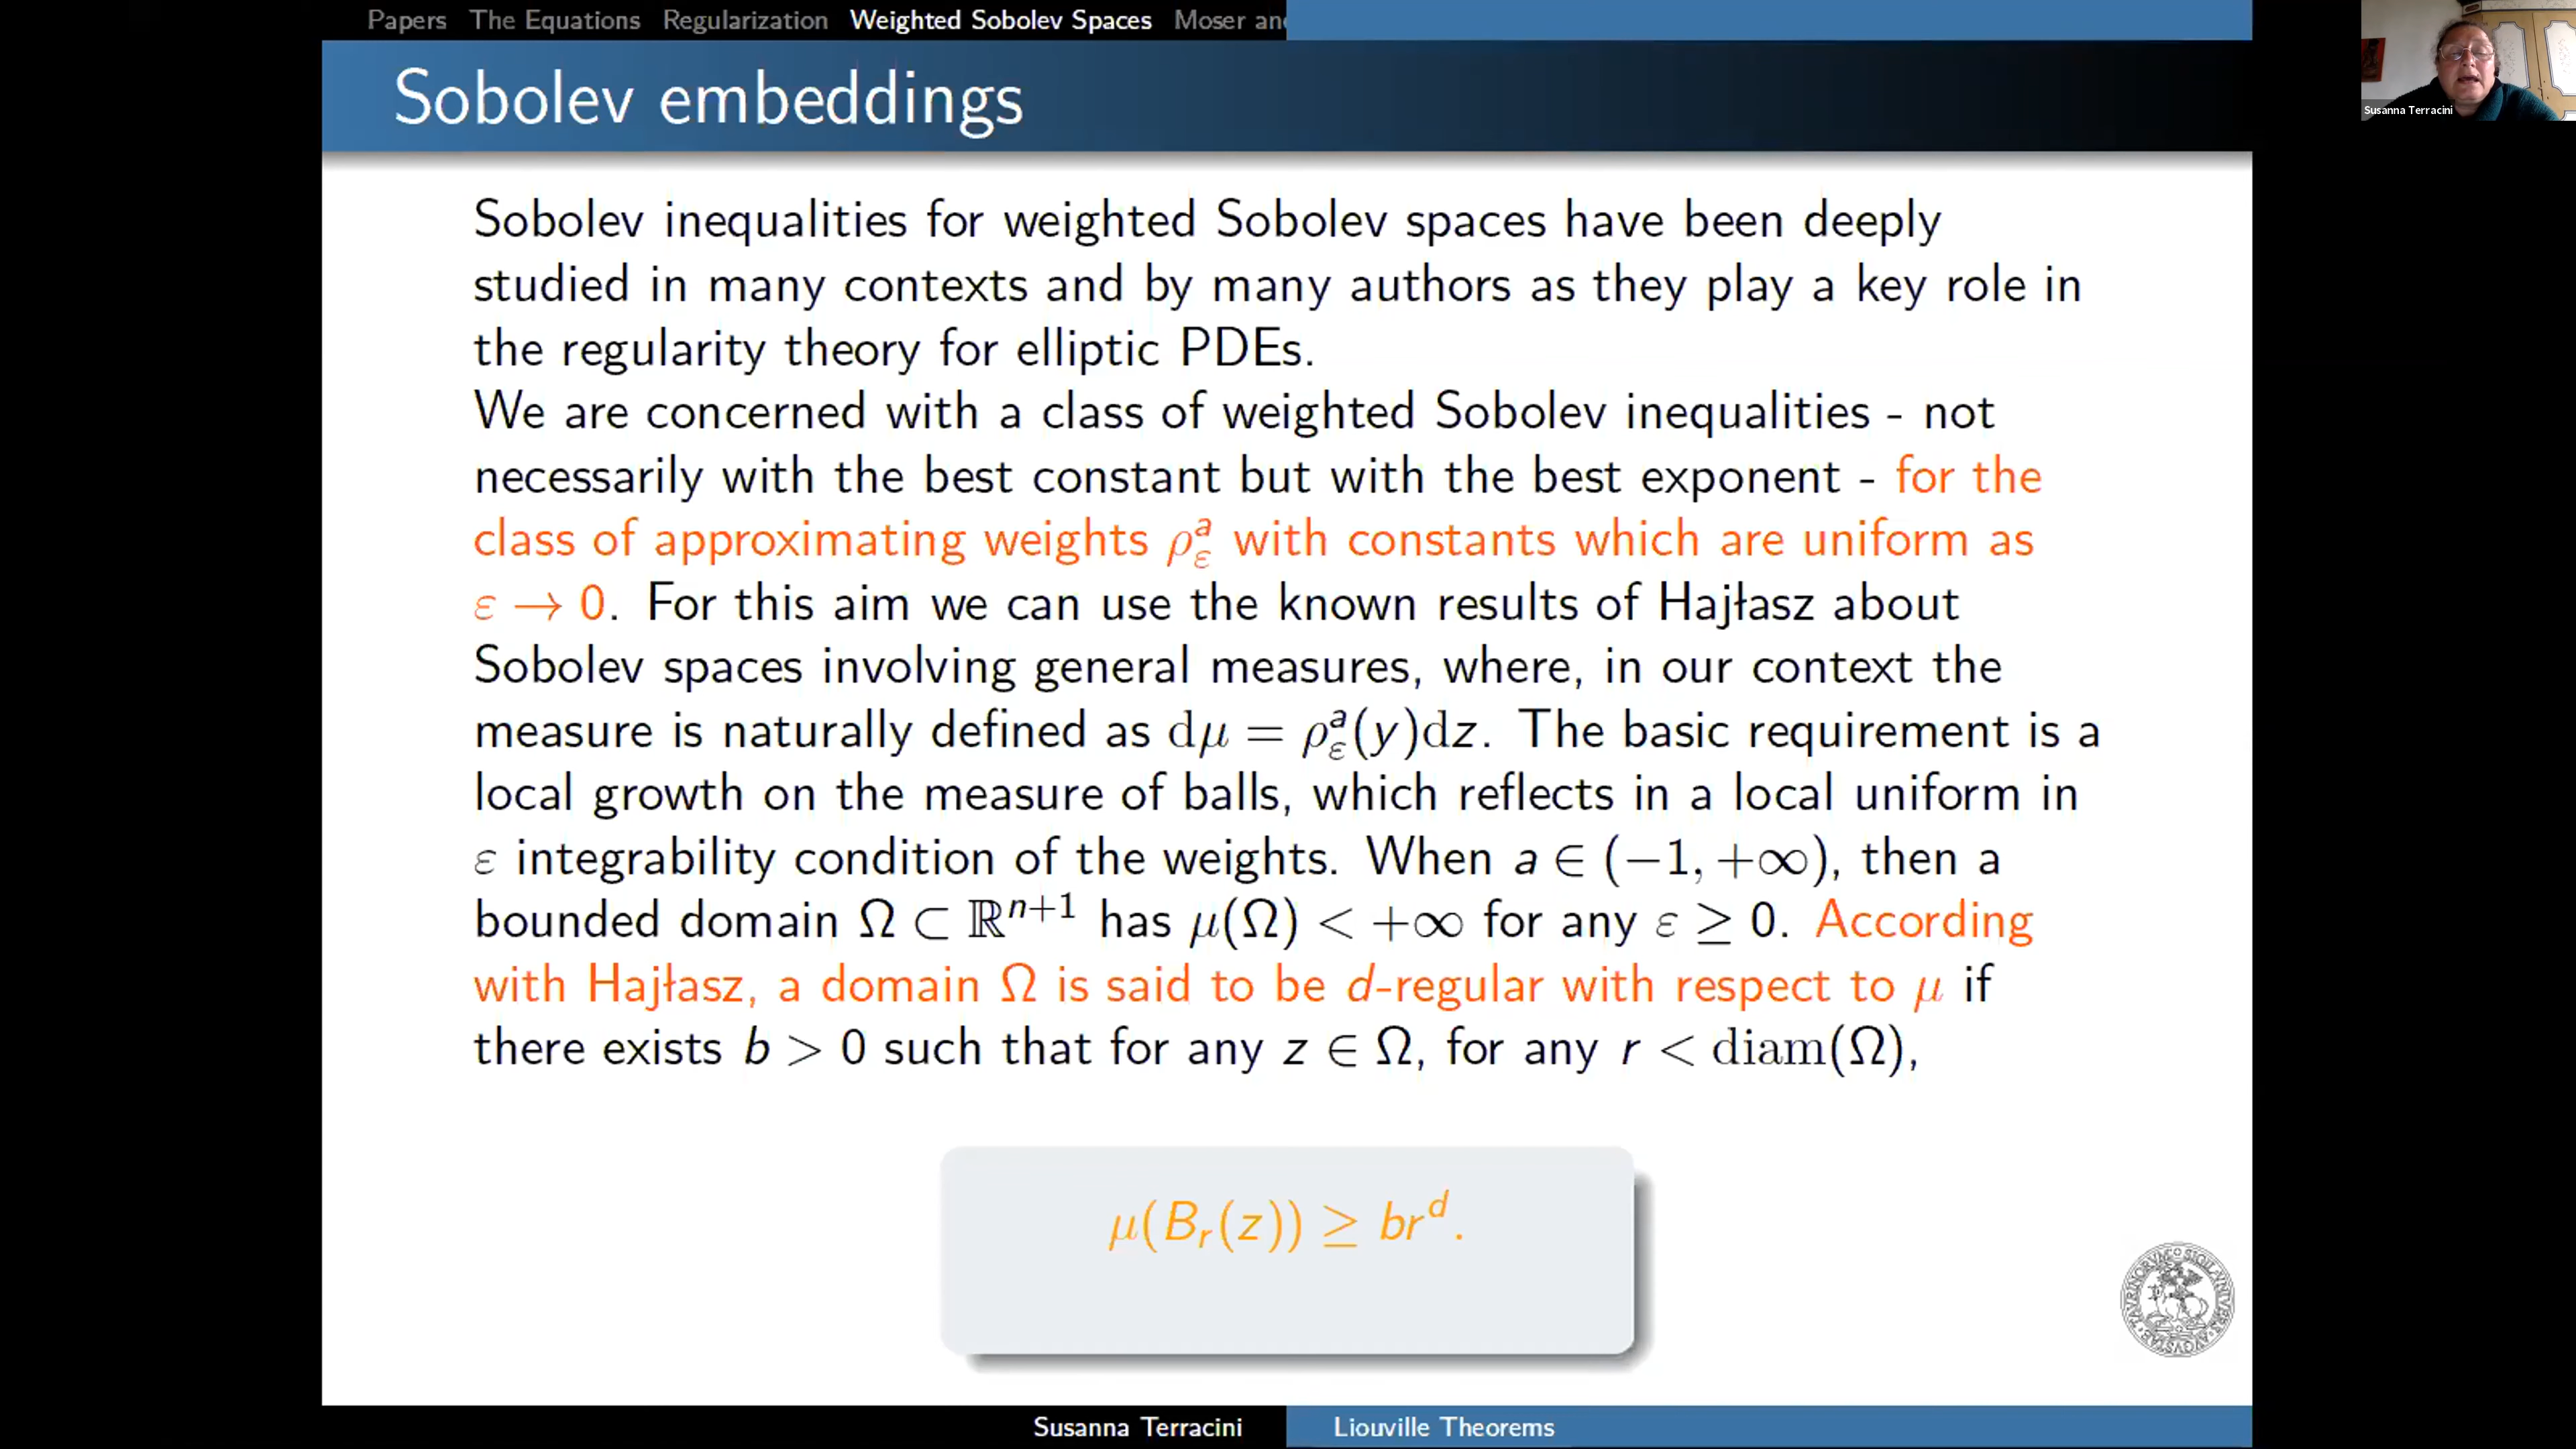 Papers The Equations Regularization Weighted Sobolev Spaces Moser and
Susanna Terracini
Sobolev embeddings
Sobolev inequalities for weighted Sobolev spaces have been deeply
studied in many contexts and by many authors as they play a key role in
the regularity theory for elliptic PDEs.
We are concerned with a class of weighted Sobolev inequalities - not
necessarily with the best constant but with the best exponent - for the
class of approximating weights ρ_ε^a with constants which are uniform as
ε → 0. For this aim we can use the known results of Hajłasz about
Sobolev spaces involving general measures, where, in our context the
measure is naturally defined as dμ = ρ_ε^a(y)dz. The basic requirement is a
local growth on the measure of balls, which reflects in a local uniform in
ε integrability condition of the weights. When a ∈ (−1, +∞), then a
bounded domain Ω ⊂ ℝ^{n+1} has μ(Ω) < +∞ for any ε ≥ 0. According
with Hajłasz, a domain Ω is said to be d-regular with respect to μ if
there exists b > 0 such that for any z ∈ Ω, for any r < diam(Ω),
μ(B_r(z)) ≥ br^d.
Susanna Terracini Liouville Theorems